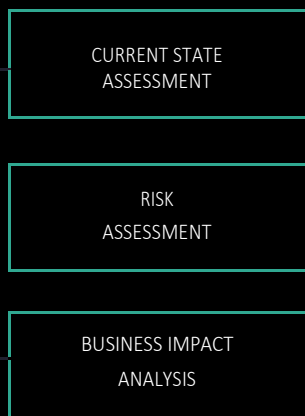 CURRENT STATE
ASSESSMENT
RISK
ASSESSMENT
BUSINESS IMPACT
ANALYSIS